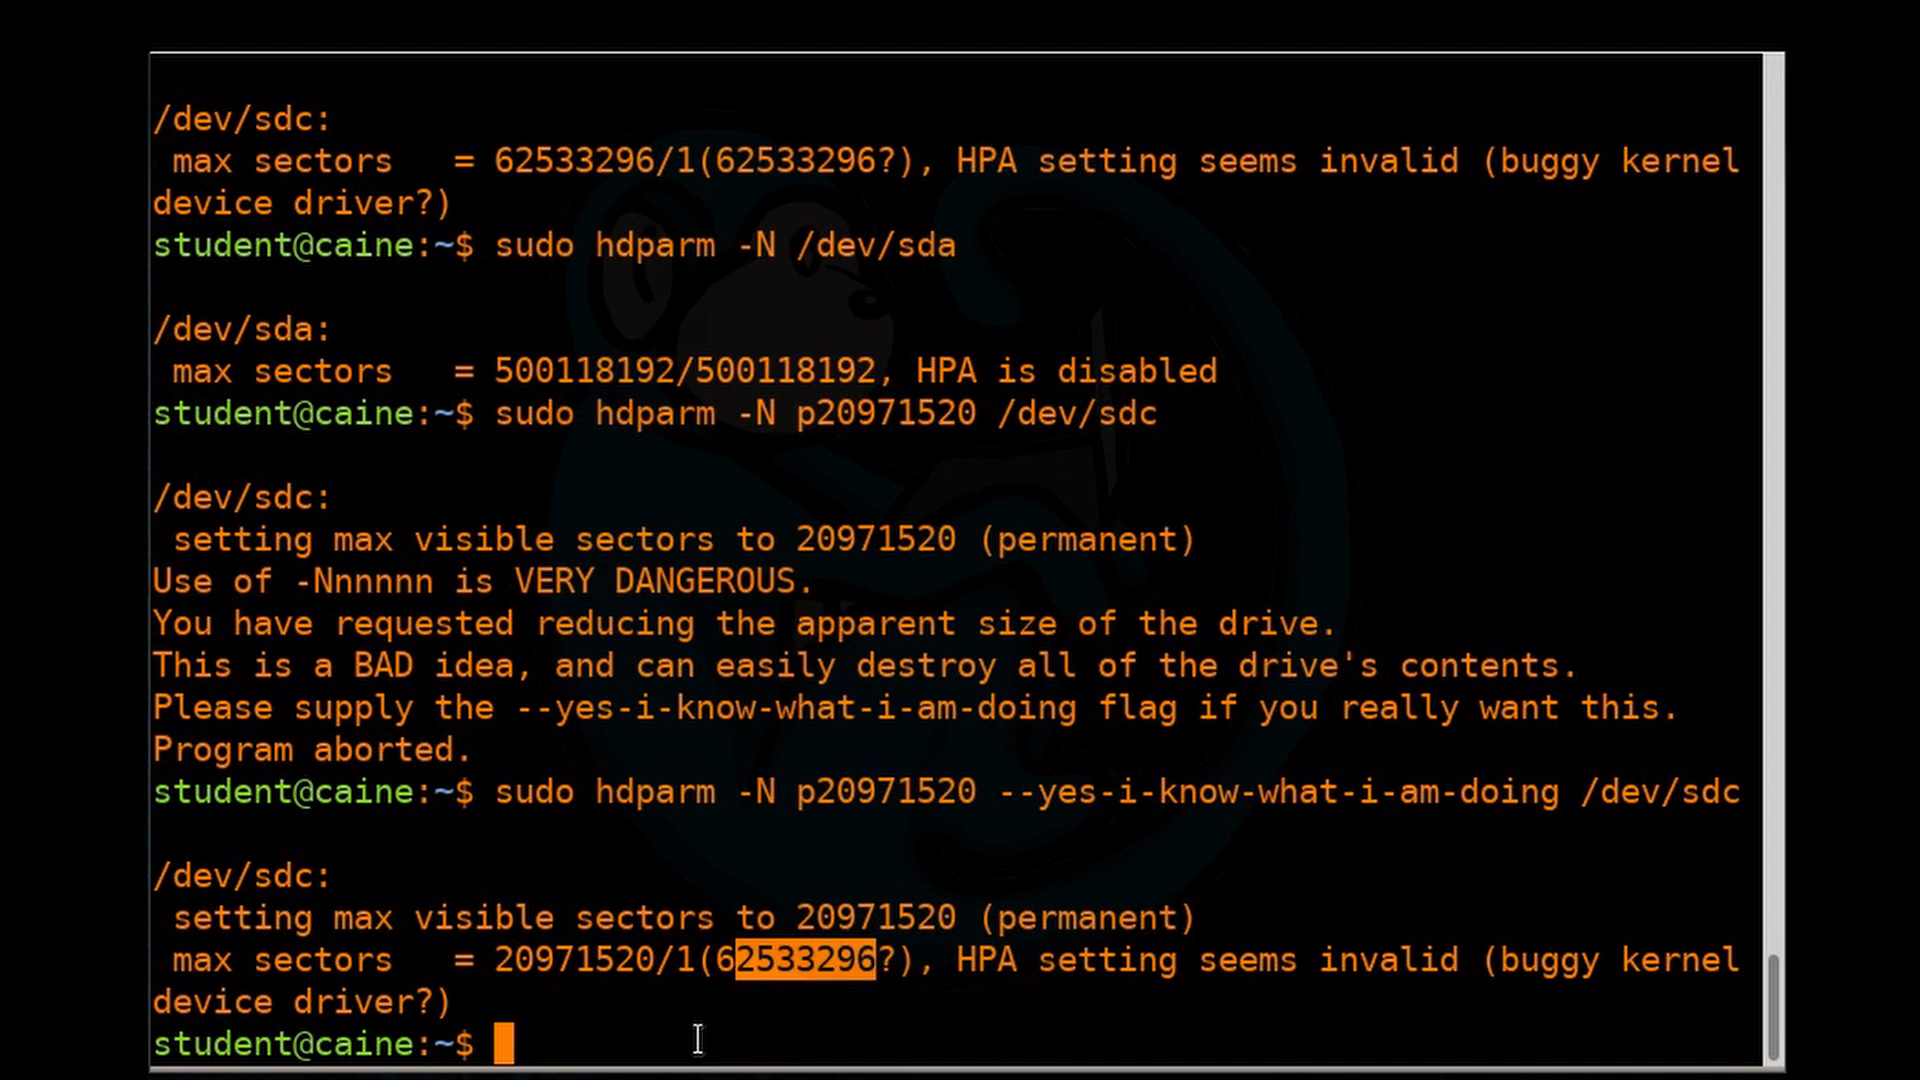 /dev/sdc:
 max sectors   = 62533296/1(62533296?), HPA setting seems invalid (buggy kernel
device driver?)
student@caine:~$ sudo hdparm -N /dev/sda
/dev/sda:
 max sectors   = 500118192/500118192, HPA is disabled
student@caine:~$ sudo hdparm -N p20971520 /dev/sdc
/dev/sdc:
 setting max visible sectors to 20971520 (permanent)
Use of -Nnnnnn is VERY DANGEROUS.
You have requested reducing the apparent size of the drive.
This is a BAD idea, and can easily destroy all of the drive's contents.
Please supply the --yes-i-know-what-i-am-doing flag if you really want this.
Program aborted.
student@caine:~$ sudo hdparm -N p20971520 --yes-i-know-what-i-am-doing /dev/sdc
/dev/sdc:
 setting max visible sectors to 20971520 (permanent)
 max sectors   = 20971520/1(62533296?), HPA setting seems invalid (buggy kernel
device driver?)
student@caine:~$